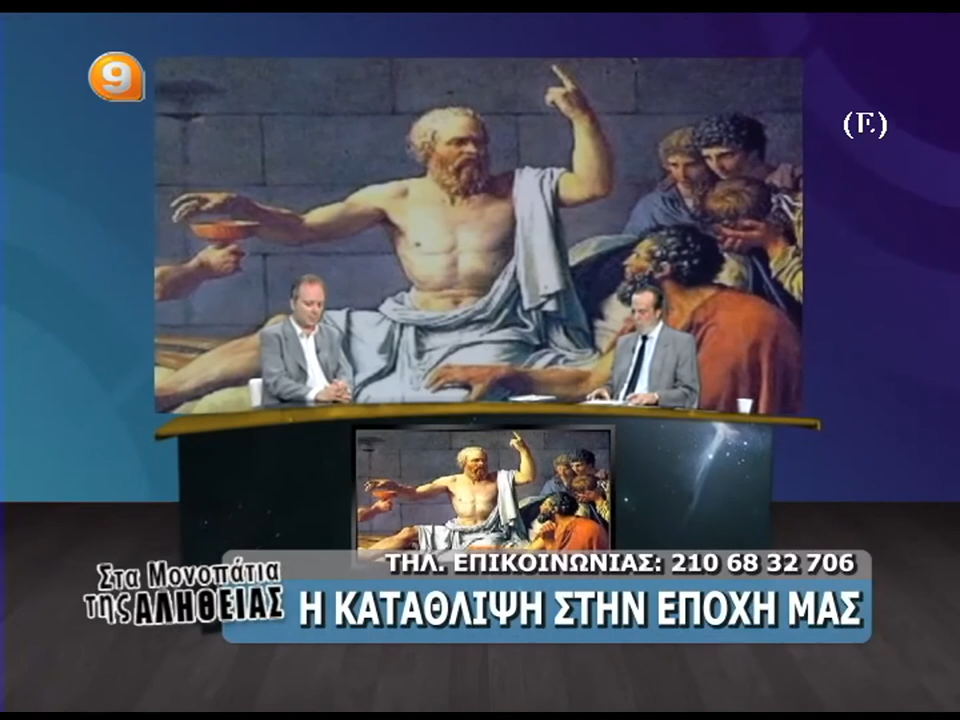 9
(E)
ΤΗΛ. ΕΠΙΚΟΙΝΩΝΙΑΣ: 210 68 32 706
Στα Μονοπάτια
της ΑΛΗΘΕΙΑΣ
Η ΚΑΤΑΘΛΙΨΗ ΣΤΗΝ ΕΠΟΧΗ ΜΑΣ